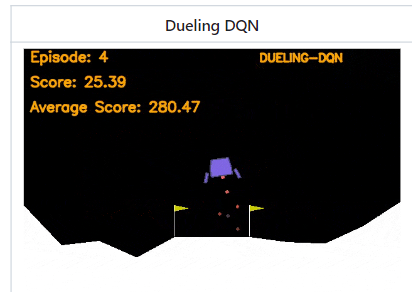 Dueling DQN
Episode: 4
DUELING-DQN
Score: 25.39
Average Score: 280.47